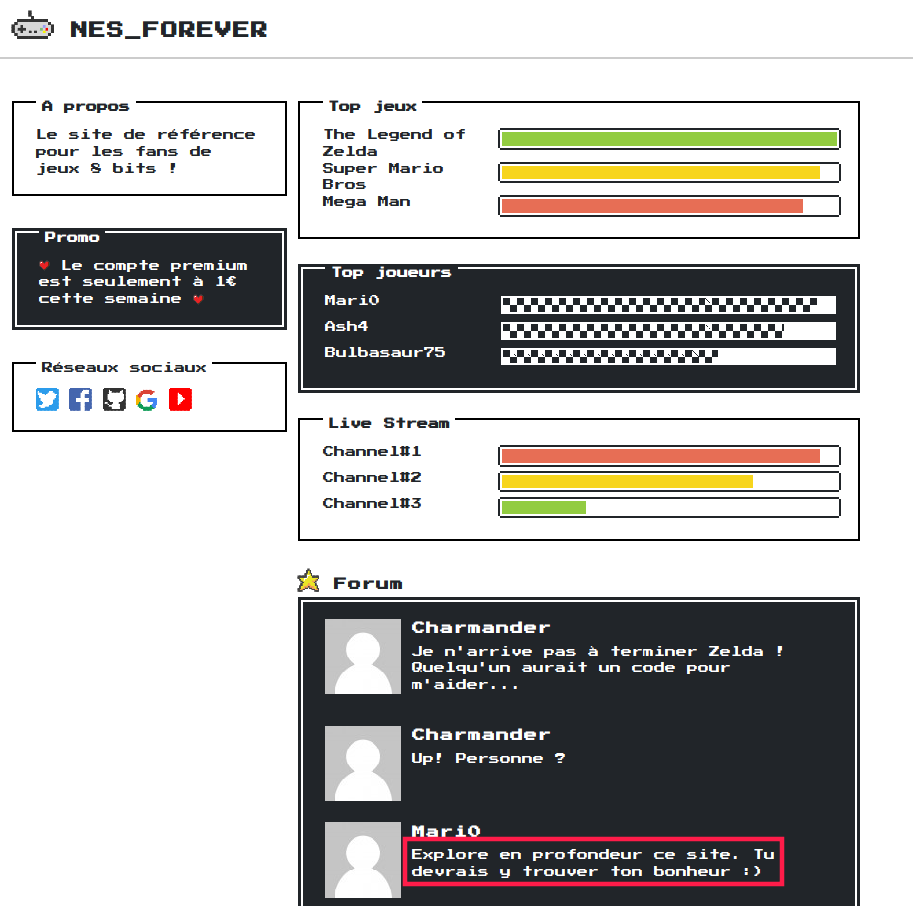 NES_FOREVER
A propos
Le site de référence
pour les fans de
jeux 8 bits !
Promo
Le compte premium
est seulement à 1€
cette semaine
Réseaux sociaux
Top jeux
The Legend of
Zelda
Super Mario
Bros
Mega Man
Top joueurs
Mari0
Ash4
Bulbasaur75
Live Stream
Channel#1
Channel#2
Channel#3
Forum
Charmander
Je n'arrive pas à terminer Zelda !
Quelqu'un aurait un code pour
m'aider...
Charmander
Up! Personne ?
Mari0
Explore en profondeur ce site. Tu
devrais y trouver ton bonheur :)